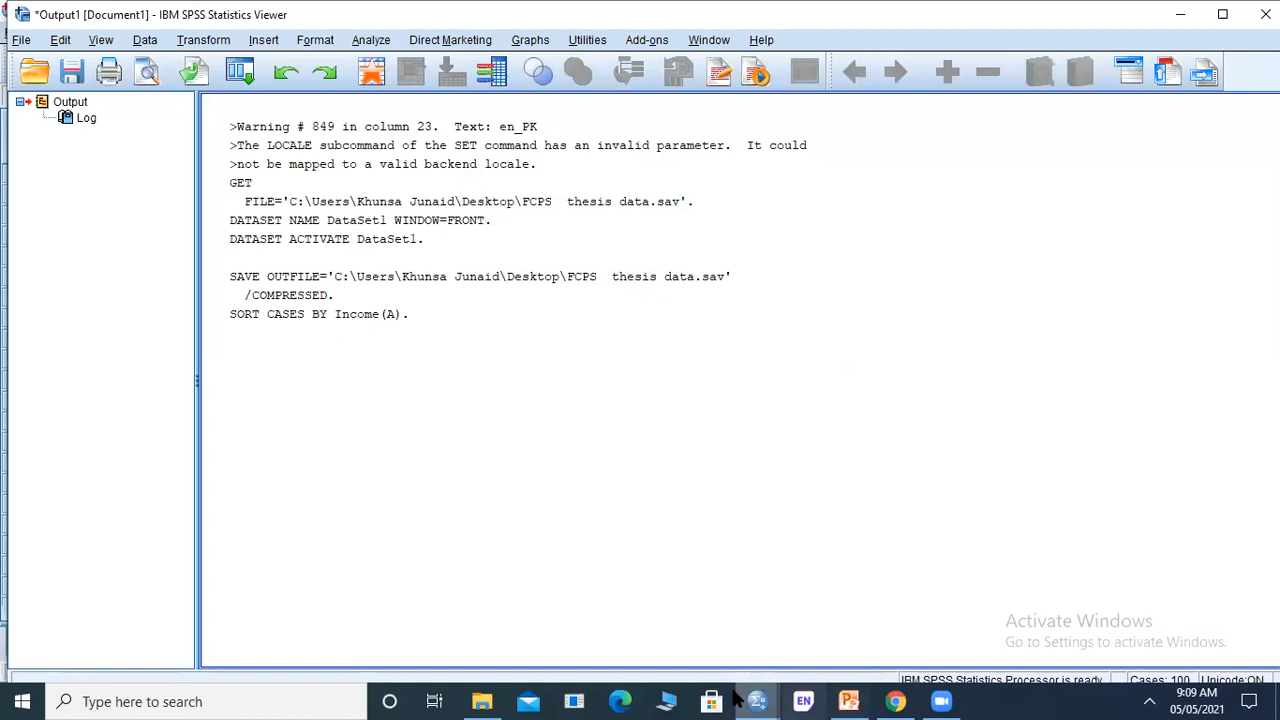 *Output1 [Document1] - IBM SPSS Statistics Viewer
File Edit View Data Transform Insert Format Analyze Direct Marketing Graphs Utilities Add-ons Window Help
Output
Log
>Warning # 849 in column 23.  Text: en_PK
>The LOCALE subcommand of the SET command has an invalid parameter.  It could
>not be mapped to a valid backend locale.
GET
FILE='C:\Users\Khunsa Junaid\Desktop\FCPS  thesis data.sav'.
DATASET NAME DataSet1 WINDOW=FRONT.
DATASET ACTIVATE DataSet1.
SAVE OUTFILE='C:\Users\Khunsa Junaid\Desktop\FCPS  thesis data.sav'
/COMPRESSED.
SORT CASES BY Income(A).
Activate Windows
Go to Settings to activate Windows.
IBM SPSS Statistics Processor is ready Cases: 100 Unicode:ON
Type here to search
EN
9:09 AM
05/05/2021